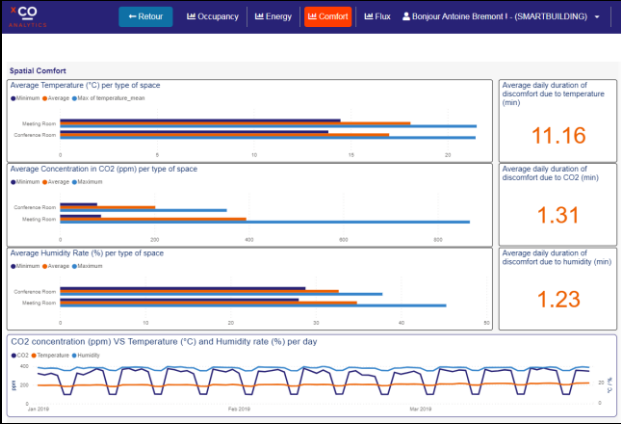 XCO
ANALYTICS
← Retour
Occupancy
Energy
Comfort
Flux
Bonjour Antoine Bremont I - (SMARTBUILDING)
Spatial Comfort
Average Temperature (°C) per type of space
Minimum Average Max of temperature_mean
Meeting Room
Conference Room
0 5 10 15 20
Average daily duration of
discomfort due to temperature
(min)
11.16
Average Concentration in CO2 (ppm) per type of space
Minimum Average Maximum
Conference Room
Meeting Room
0 200 400 600 800
Average daily duration of
discomfort due to CO2 (min)
1.31
Average Humidity Rate (%) per type of space
Minimum Average Maximum
Conference Room
Meeting Room
0 10 20 30 40 50
Average daily duration of
discomfort due to humidity (min)
1.23
CO2 concentration (ppm) VS Temperature (°C) and Humidity rate (%) per day
CO2 Temperature Humidity
400
200
0
ppm
20
0
°C / %
Jan 2019 Feb 2019 Mar 2019